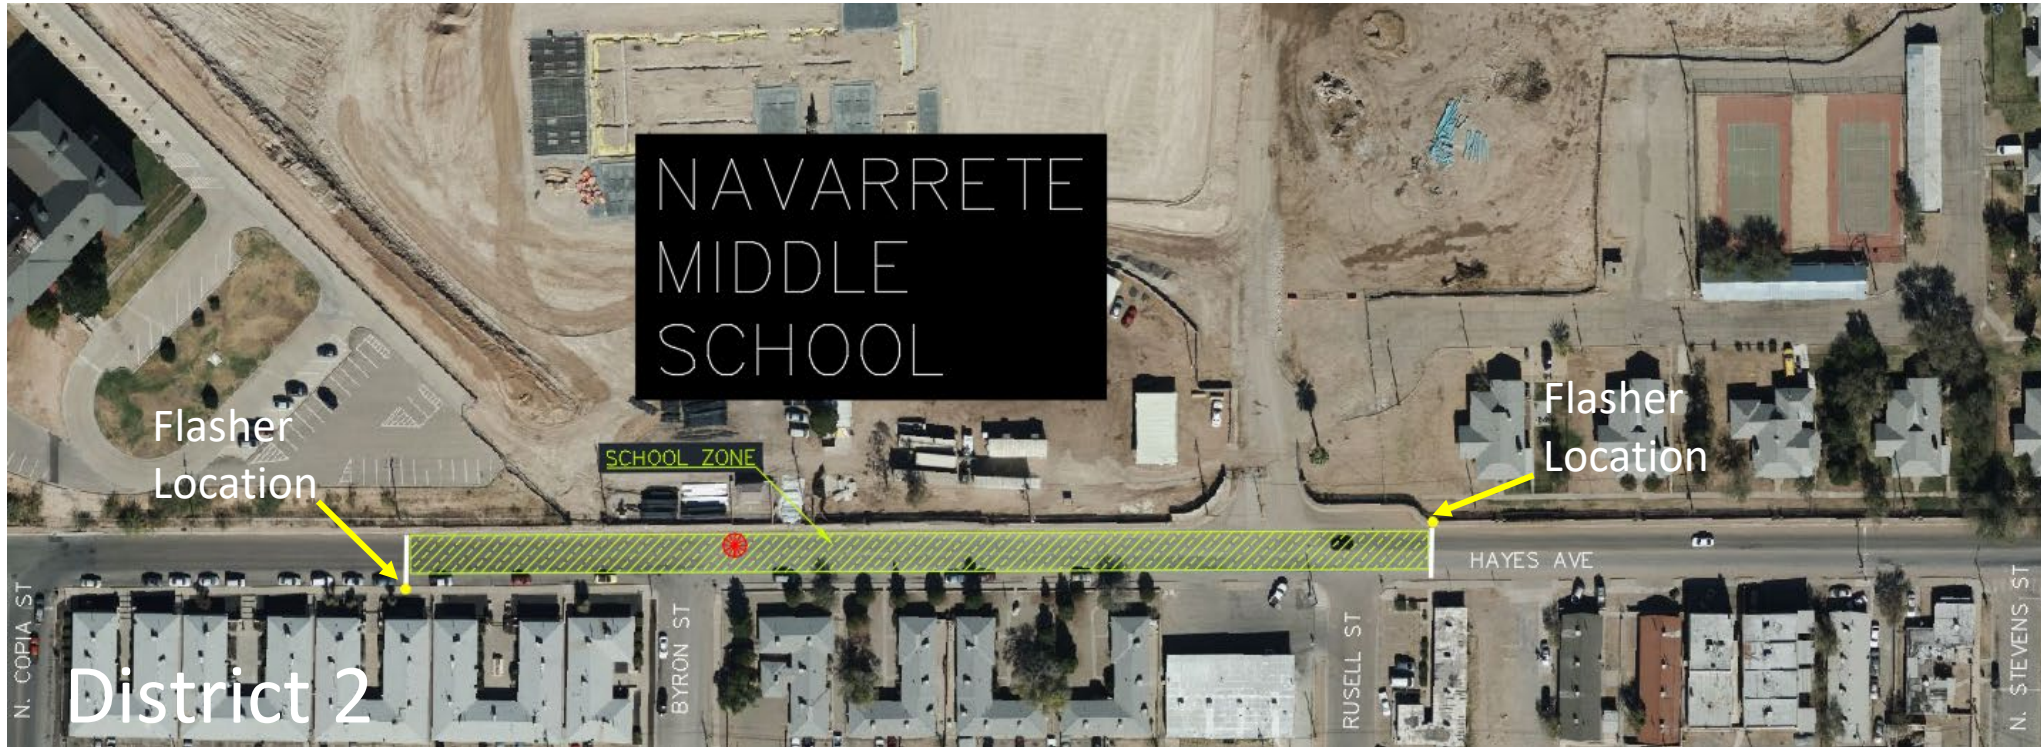 NAVARRETE
MIDDLE
SCHOOL
Flasher
Location
SCHOOL ZONE
Flasher
Location
HAYES AVE
N. COPIA ST
BYRON ST
RUSELL ST
N. STEVENS ST
District 2